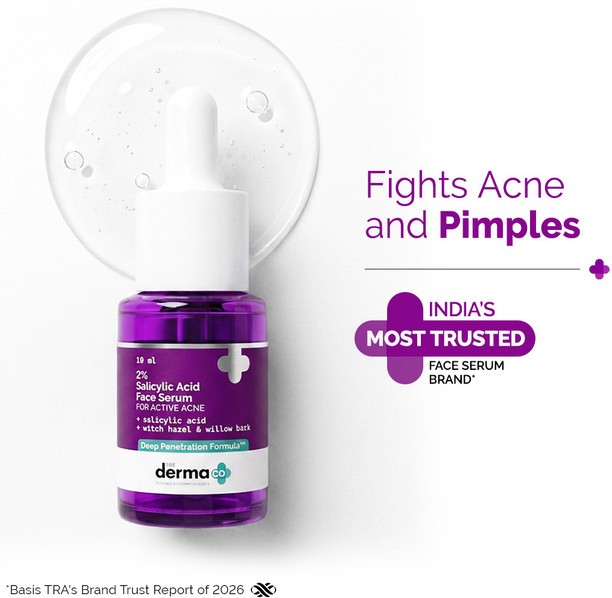 Fights Acne
and Pimples
INDIA'S
MOST TRUSTED
FACE SERUM
BRAND*
10 ml
2%
Salicylic Acid
Face Serum
FOR ACTIVE ACNE
+ salicylic acid
+ witch hazel & willow bark
Deep Penetration Formula™
THE
derma co
*Basis TRA's Brand Trust Report of 2026